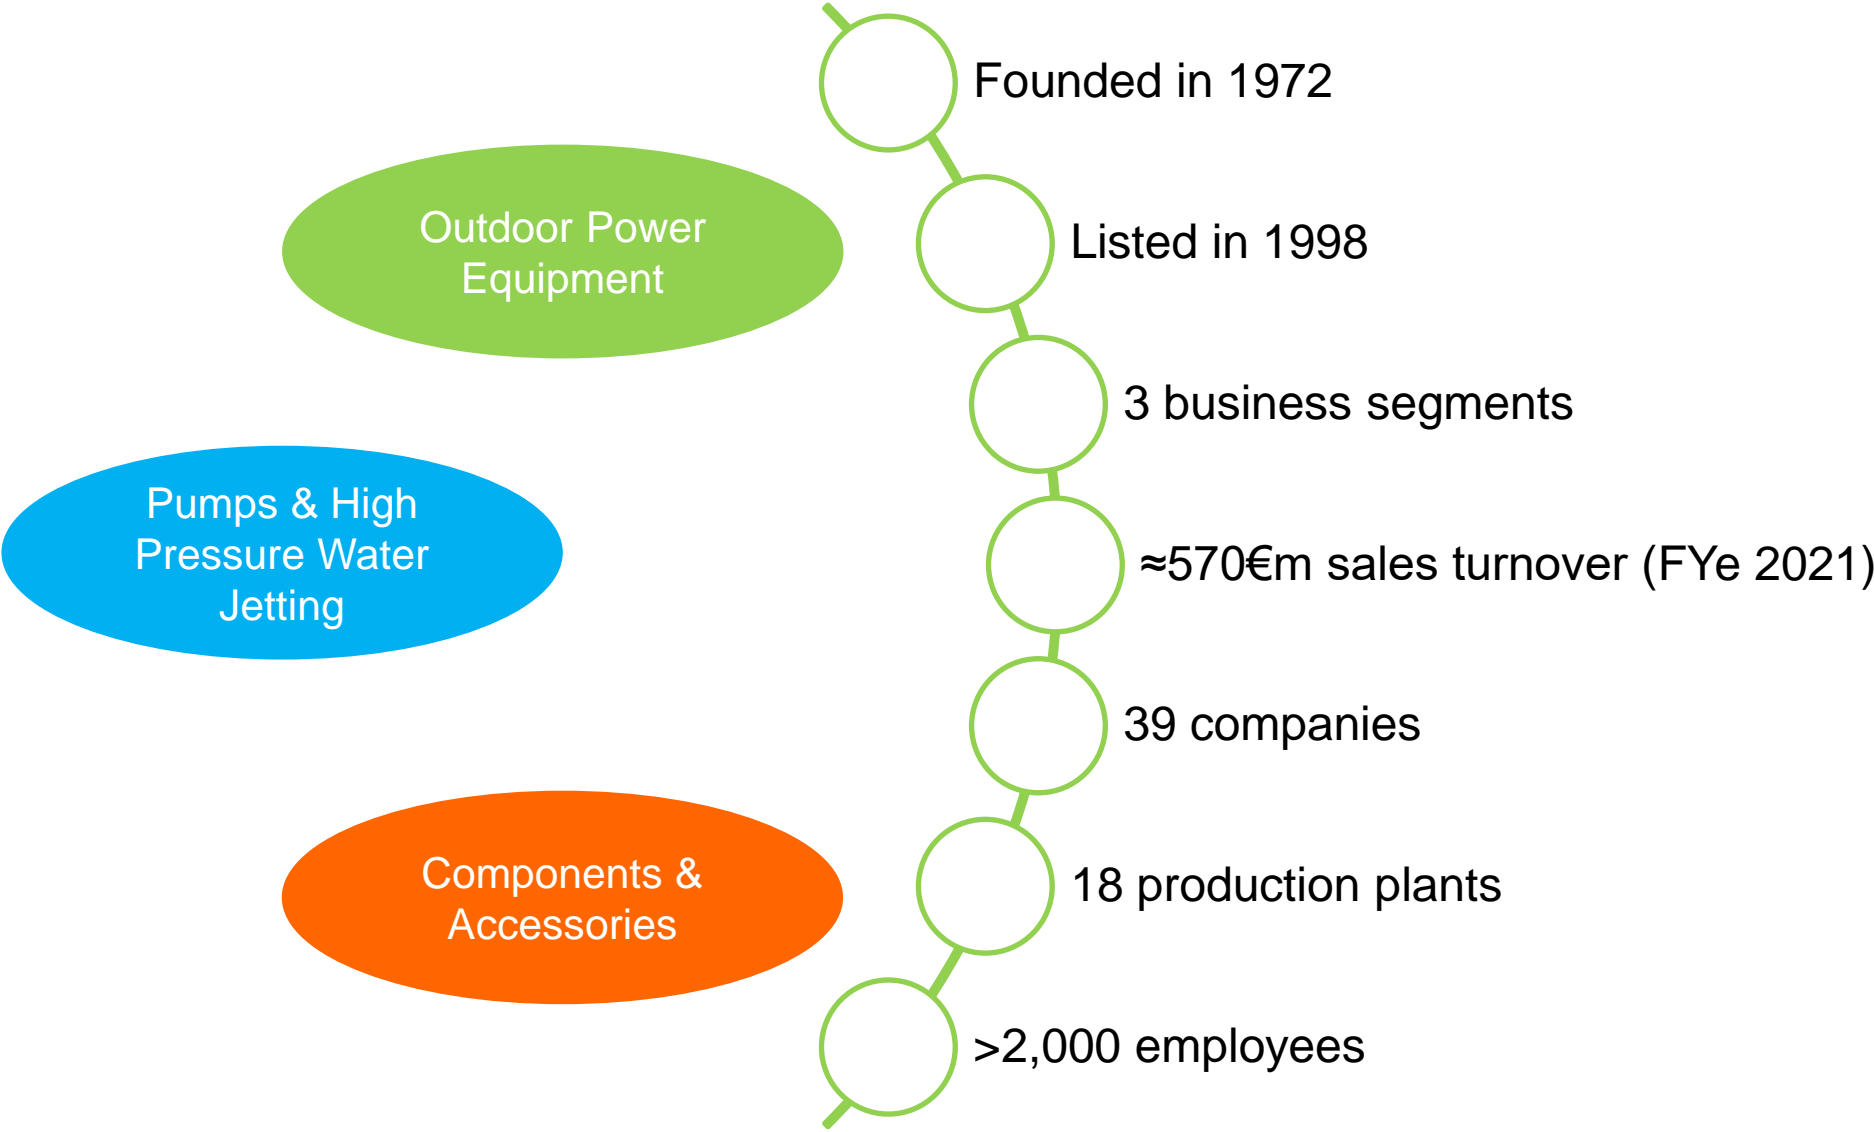 Outdoor Power
Equipment
Pumps & High
Pressure Water
Jetting
Components &
Accessories
Founded in 1972
Listed in 1998
3 business segments
≈570€m sales turnover (FYe 2021)
39 companies
18 production plants
>2,000 employees